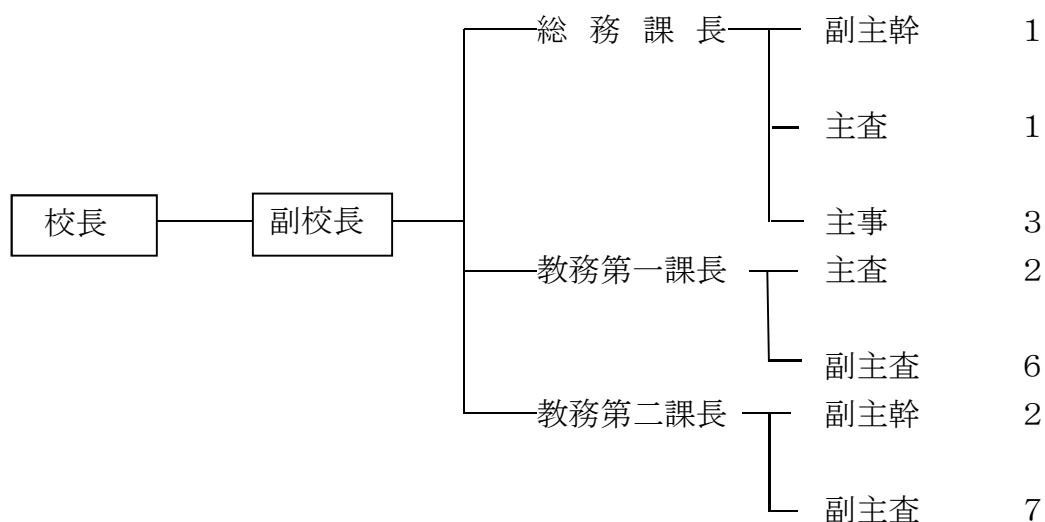 総務課長 副主幹 1
主査 1
校長 副校長 主事 3
教務第一課長 主査 2
副主査 6
教務第二課長 副主幹 2
副主査 7